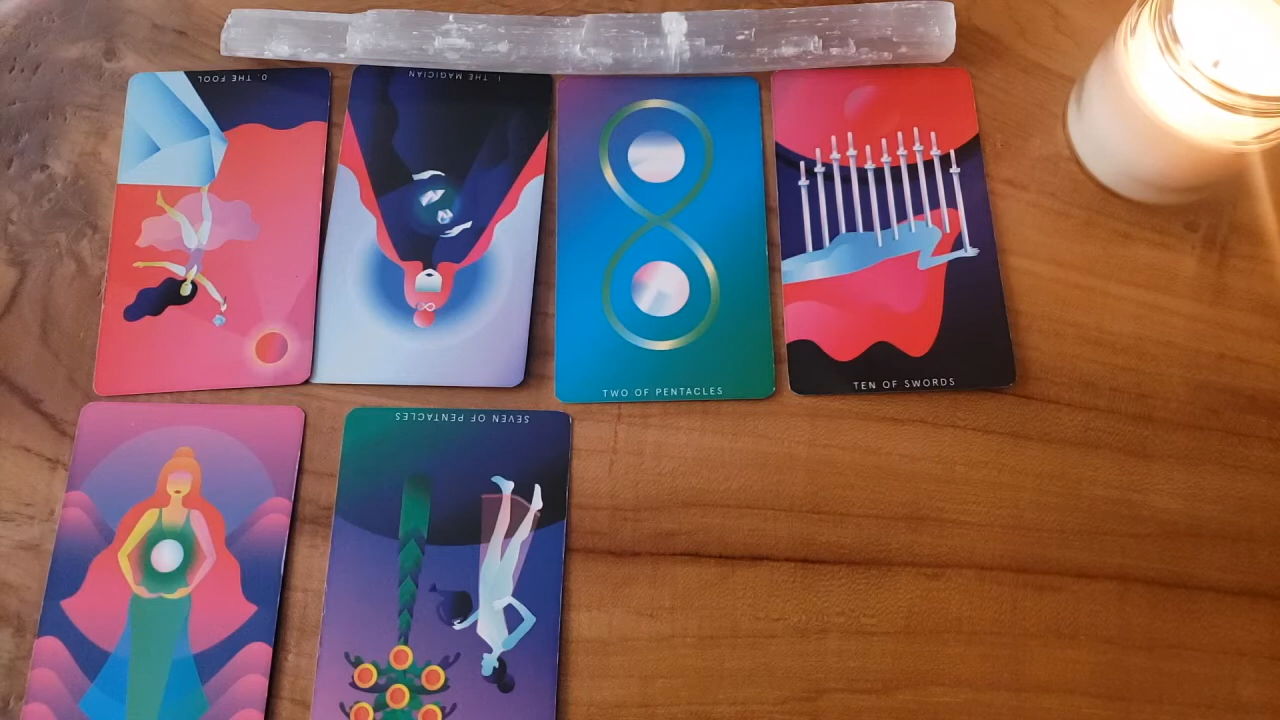 0. THE FOOL
I THE MAGICIAN
TWO OF PENTACLES
TEN OF SWORDS
SEVEN OF PENTACLES